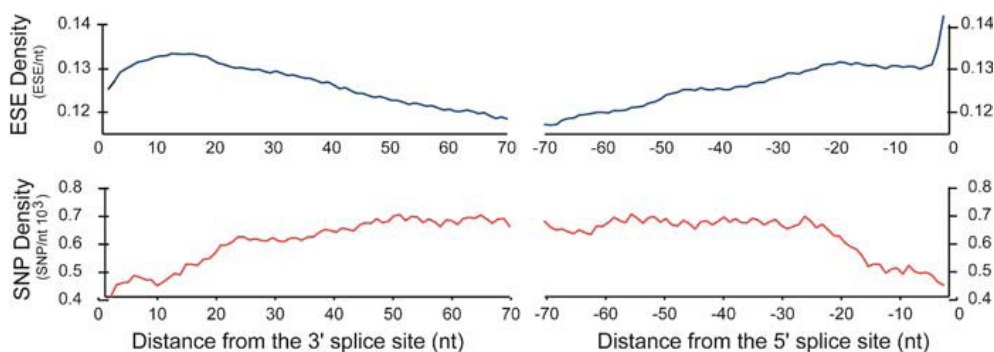 ESE Density
(ESE/nt)
0.14
0.13
0.12
0 10 20 30 40 50 60 70
-70 -60 -50 -40 -30 -20 -10 0
0.14
0.13
0.12
SNP Density
(SNP/nt 10^3)
0.8
0.7
0.6
0.5
0.4
0 10 20 30 40 50 60 70
-70 -60 -50 -40 -30 -20 -10 0
0.8
0.7
0.6
0.5
0.4
Distance from the 3' splice site (nt)
Distance from the 5' splice site (nt)